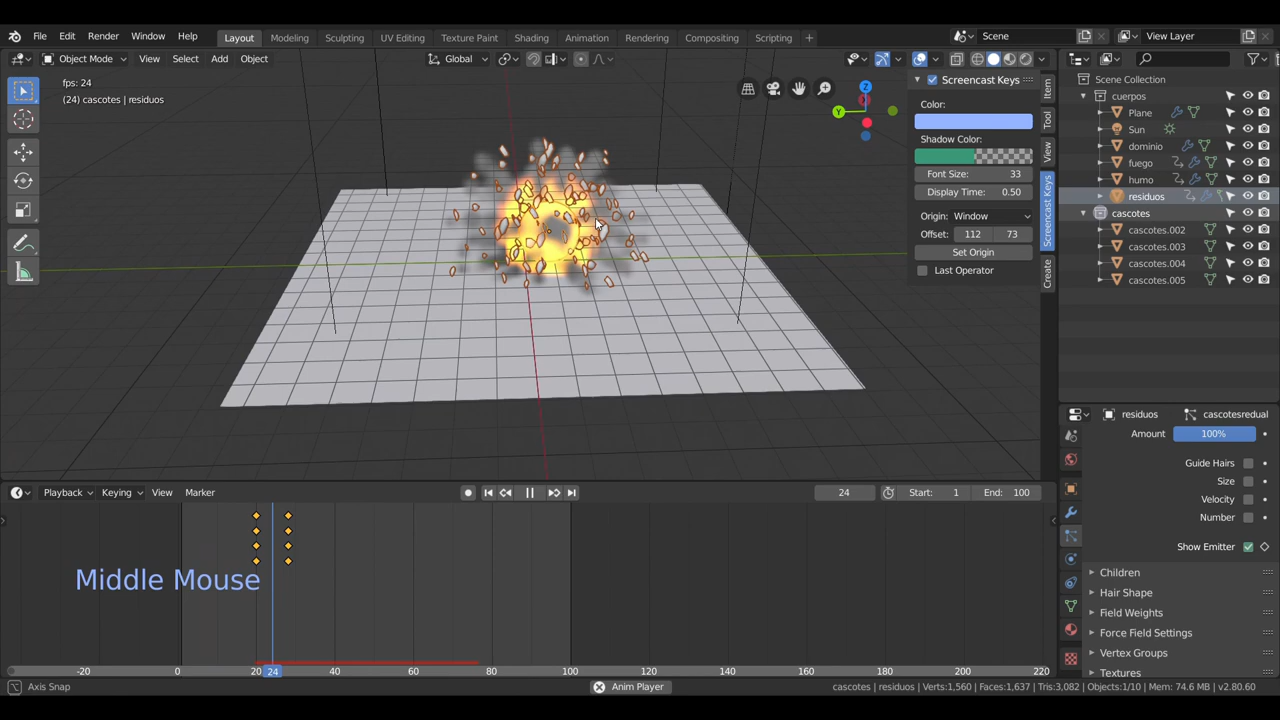 File Edit Render Window Help Layout Modeling Sculpting UV Editing Texture Paint Shading Animation Rendering Compositing Scripting + Scene View Layer
Object Mode View Select Add Object Global
fps: 24
(24) cascotes | residuos
Y
Z
Screencast Keys
Color:
Shadow Color:
Font Size: 33
Display Time: 0.50
Origin: Window
Offset: 112 73
Set Origin
Last Operator
Item
Tool
View
Screencast Keys
Create
Scene Collection
cuerpos
Plane
Sun
dominio
fuego
humo
residuos
cascotes
cascotes.002
cascotes.003
cascotes.004
cascotes.005
residuos cascotesredual
Amount 100%
Guide Hairs
Size
Velocity
Number
Show Emitter
Children
Hair Shape
Field Weights
Force Field Settings
Vertex Groups
Textures
Playback Keying View Marker 24 Start: 1 End: 100
Middle Mouse
-20 0 20 24 40 60 80 100 120 140 160 180 200 220
Axis Snap Anim Player cascotes | residuos | Verts:1,560 | Faces:1,637 | Tris:3,082 | Objects:1/10 | Mem: 74.6 MB | v2.80.60